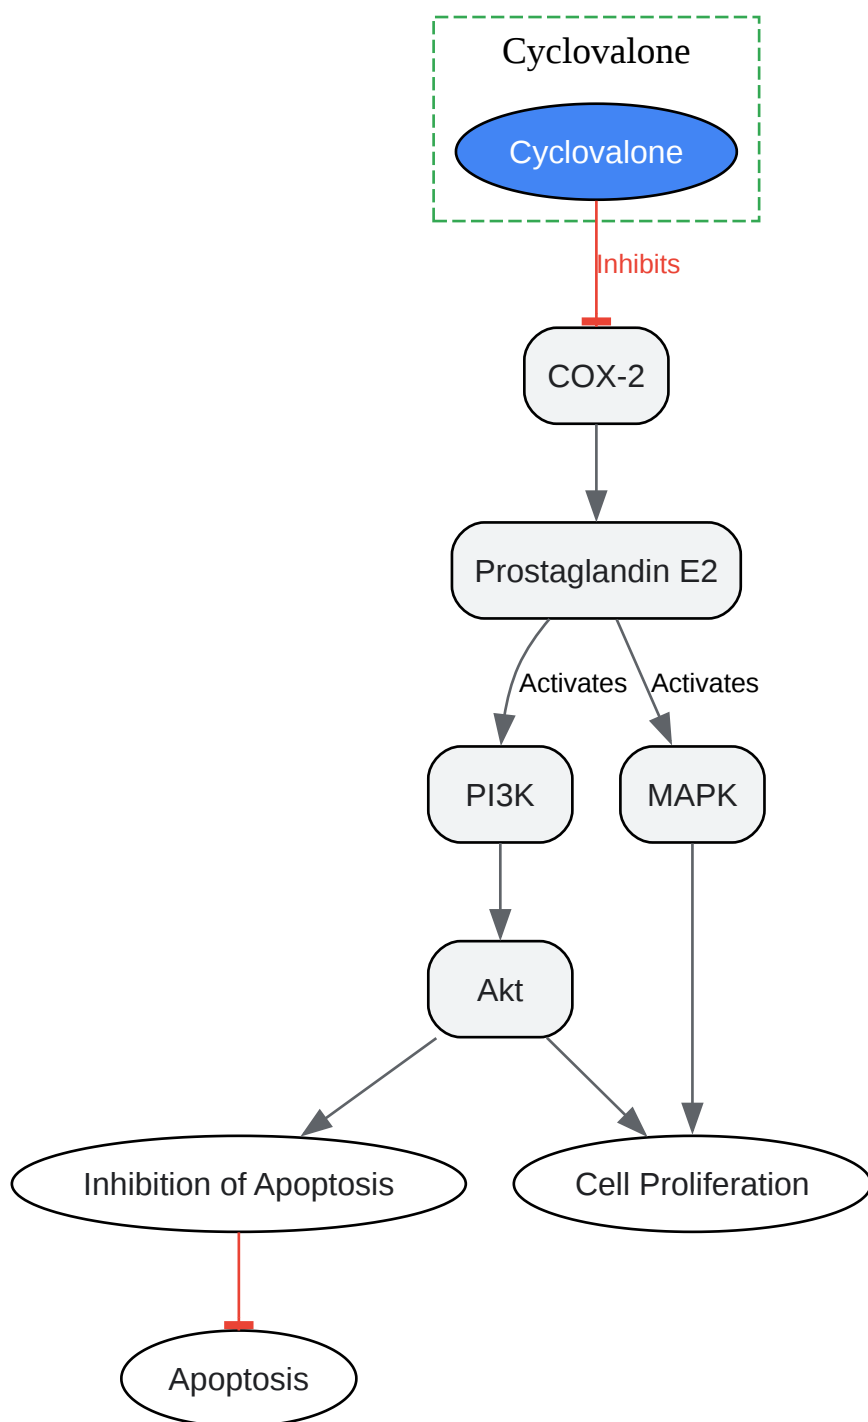 Cyclovalone
Cyclovalone
Inhibits
COX-2
Prostaglandin E2
Activates
Activates
PI3K
MAPK
Akt
Inhibition of Apoptosis
Cell Proliferation
Apoptosis